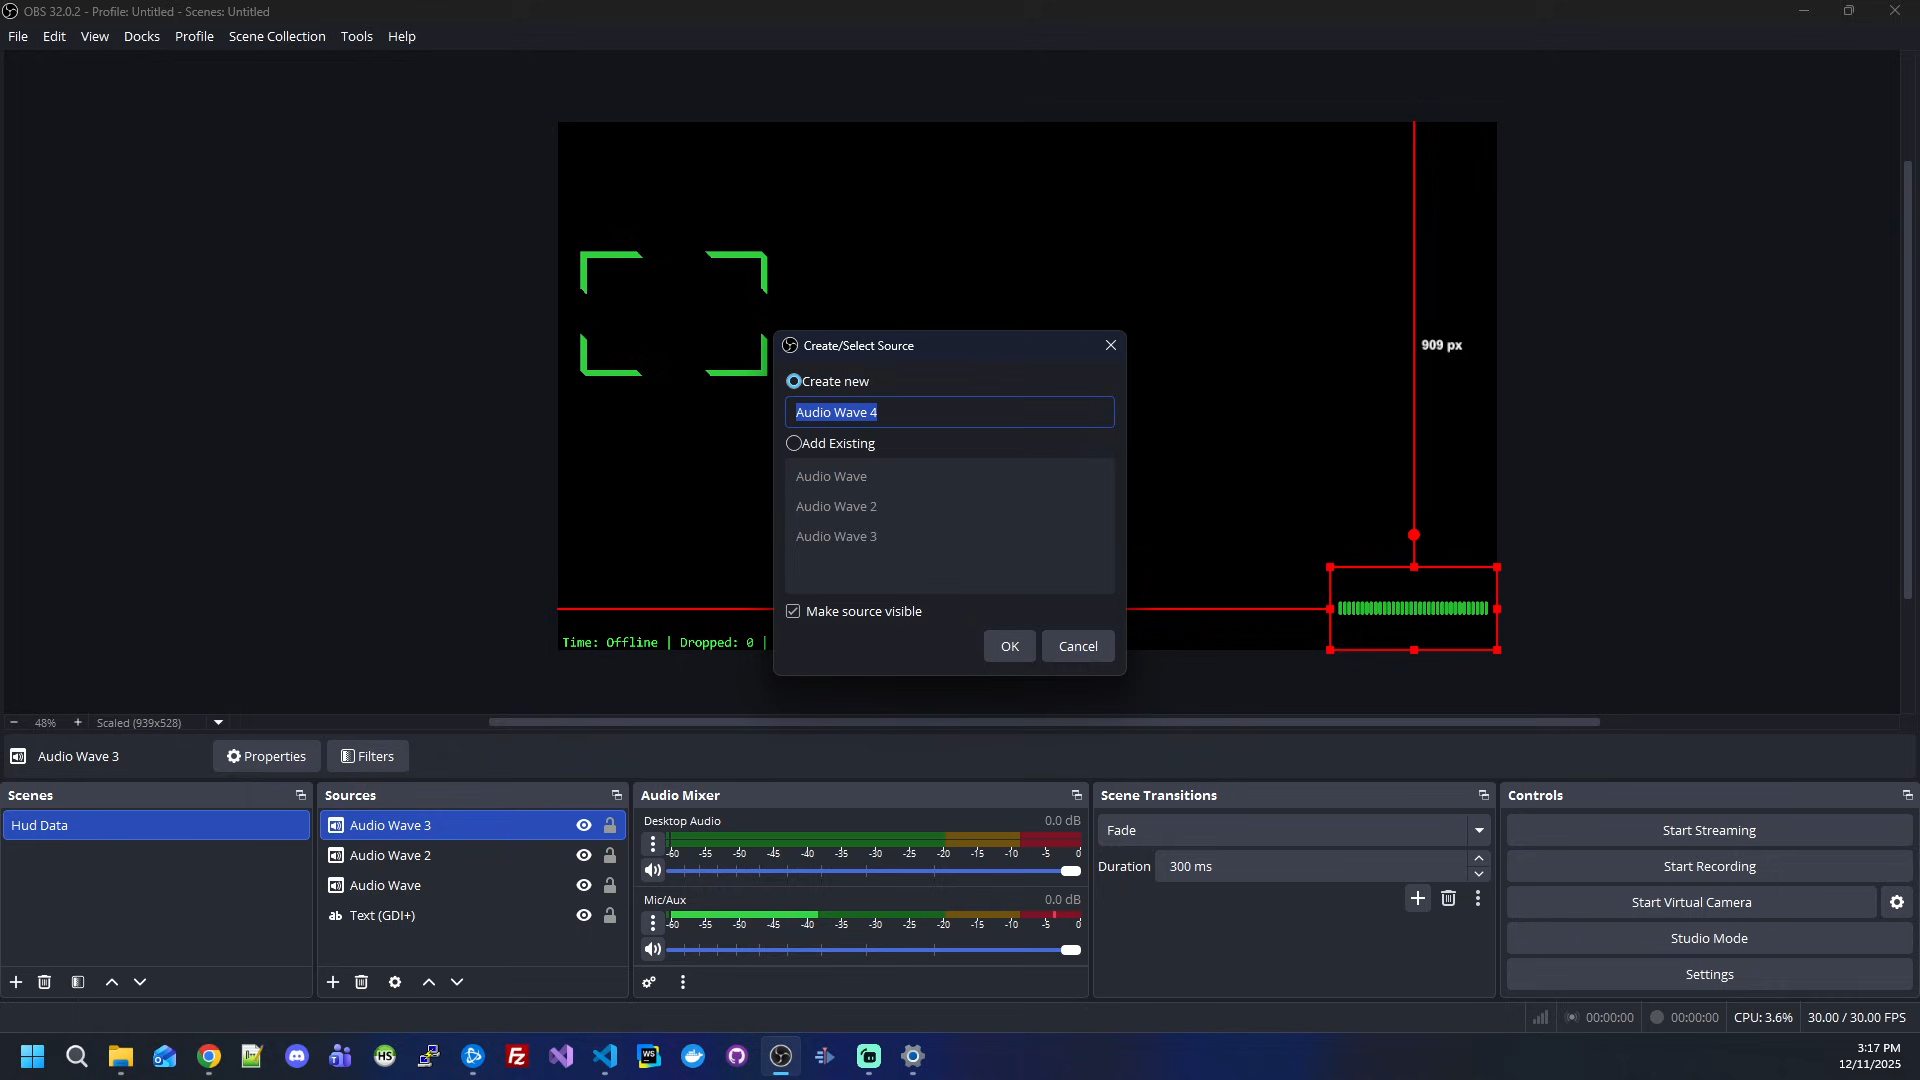 OBS 32.0.2 - Profile: Untitled - Scenes: Untitled
File Edit View Docks Profile Scene Collection Tools Help
909 px
Create/Select Source
Create new
Audio Wave 4
Add Existing
Audio Wave
Audio Wave 2
Audio Wave 3
Make source visible
OK Cancel
Time: Offline | Dropped: 0 |
48% Scaled (939x528)
Audio Wave 3 Properties Filters
Scenes
Hud Data
Sources
Audio Wave 3
Audio Wave 2
Audio Wave
ab Text (GDI+)
Audio Mixer
Desktop Audio 0.0 dB
-60 -55 -50 -45 -40 -35 -30 -25 -20 -15 -10 -5 0
Mic/Aux 0.0 dB
-60 -55 -50 -45 -40 -35 -30 -25 -20 -15 -10 -5 0
Scene Transitions
Fade
Duration 300 ms
Controls
Start Streaming
Start Recording
Start Virtual Camera
Studio Mode
Settings
00:00:00 00:00:00 CPU: 3.6% 30.00 / 30.00 FPS
HS
WS
3:17 PM
12/11/2025